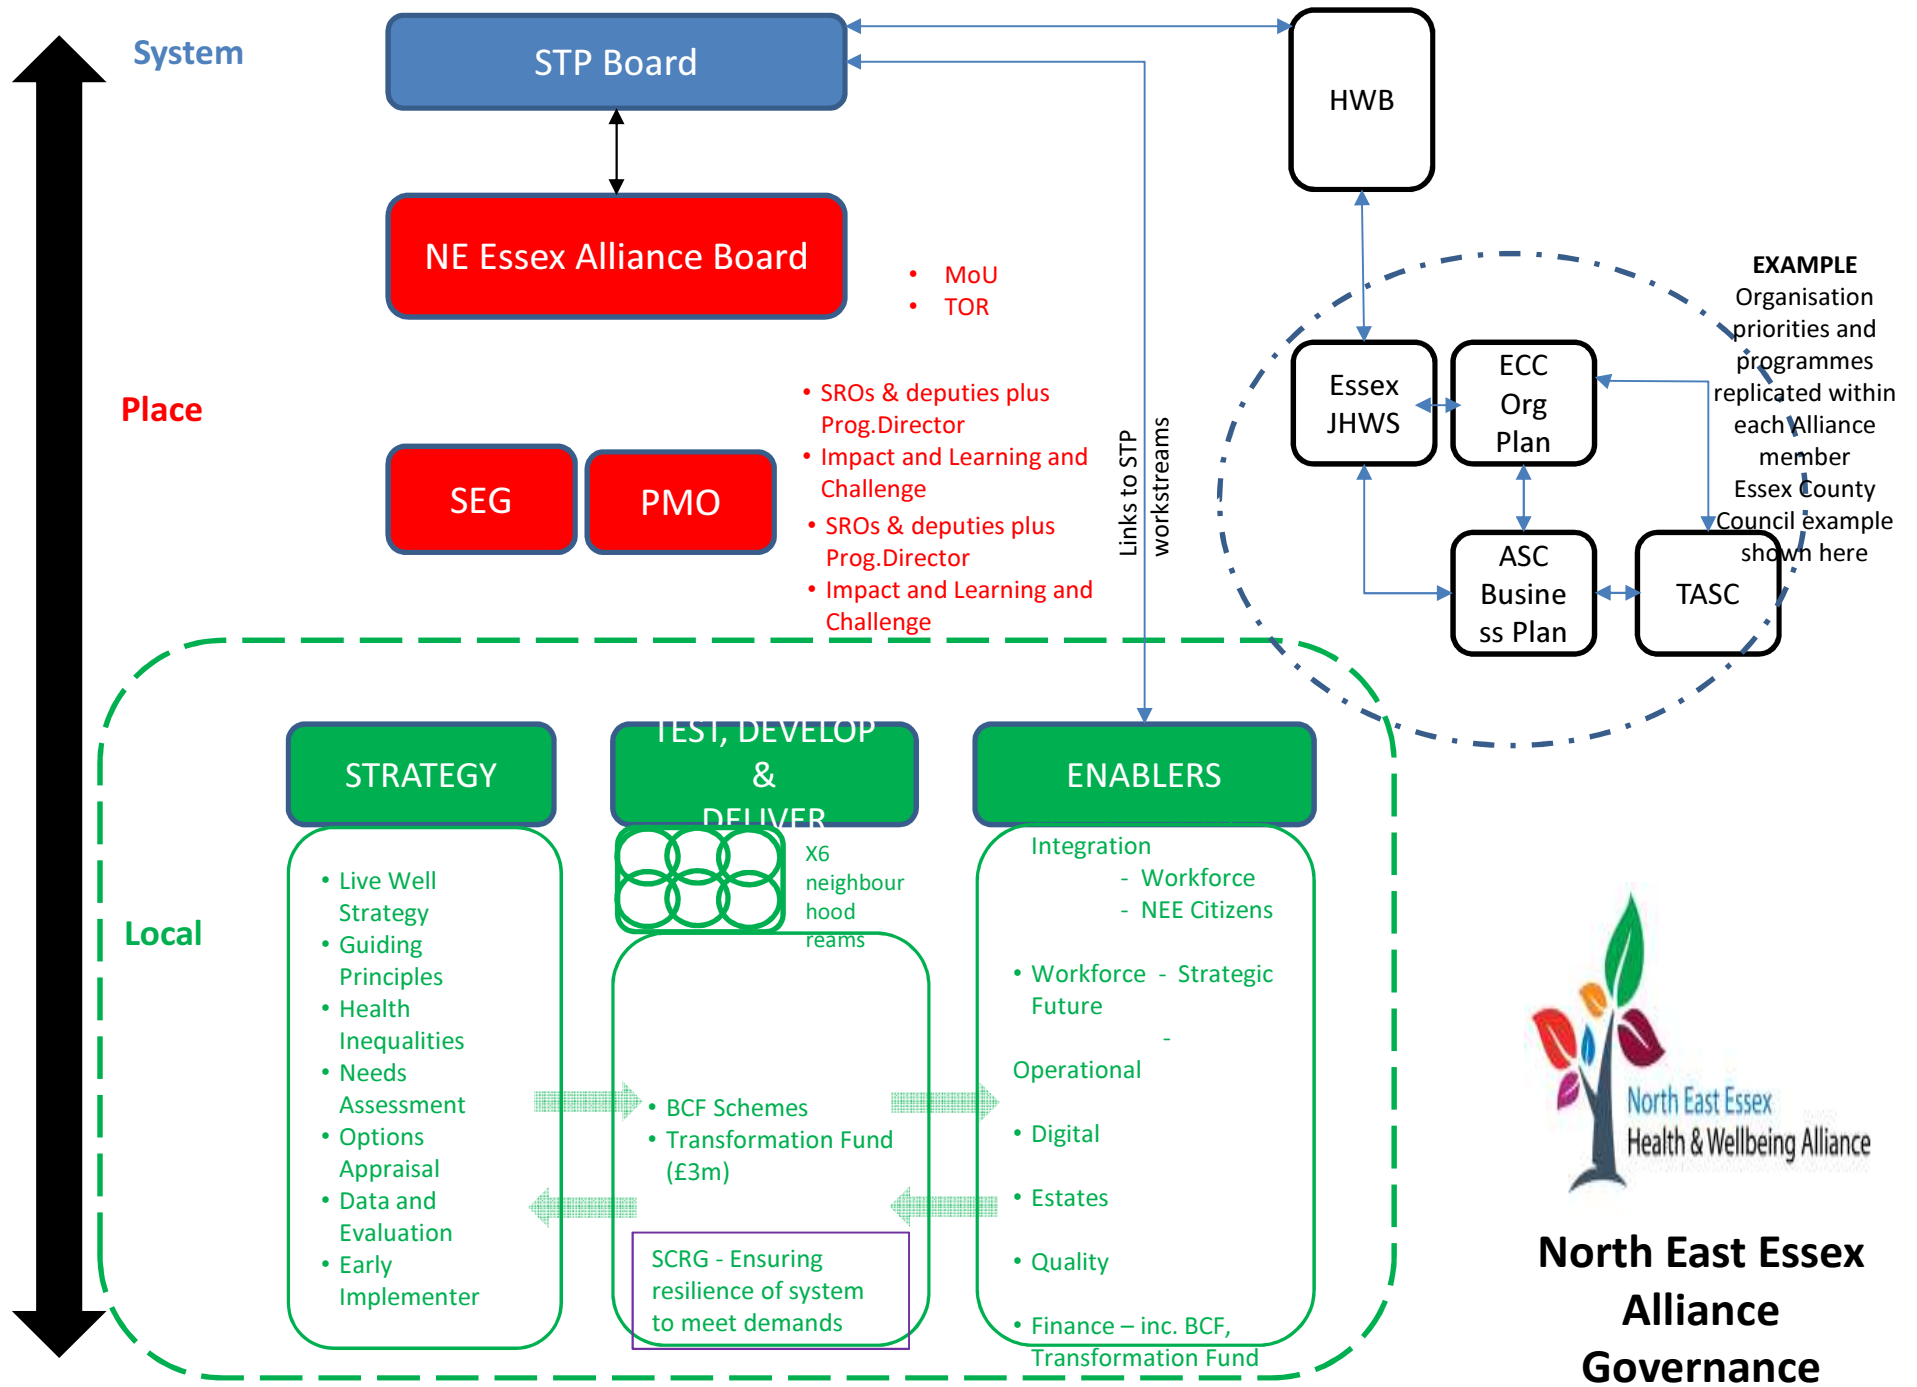 System
STP Board
HWB
NE Essex Alliance Board
• MoU
• TOR
EXAMPLE
Organisation
priorities and
programmes
replicated within
each Alliance
member
Essex County
Council example
shown here
Essex
JHWS
ECC
Org
Plan
ASC
Busine
ss Plan
TASC
Place
SEG
PMO
• SROs & deputies plus
Prog.Director
• Impact and Learning and
Challenge
• SROs & deputies plus
Prog.Director
• Impact and Learning and
Challenge
Links to STP
workstreams
Local
STRATEGY
• Live Well
Strategy
• Guiding
Principles
• Health
Inequalities
• Needs
Assessment
• Options
Appraisal
• Data and
Evaluation
• Early
Implementer
TEST, DEVELOP
&
DELIVER
X6
neighbour
hood
reams
• BCF Schemes
• Transformation Fund
(£3m)
SCRG - Ensuring
resilience of system
to meet demands
ENABLERS
Integration
- Workforce
- NEE Citizens
• Workforce - Strategic
Future
-
Operational
• Digital
• Estates
• Quality
• Finance – inc. BCF,
Transformation Fund
North East Essex
Health & Wellbeing Alliance
North East Essex
Alliance
Governance